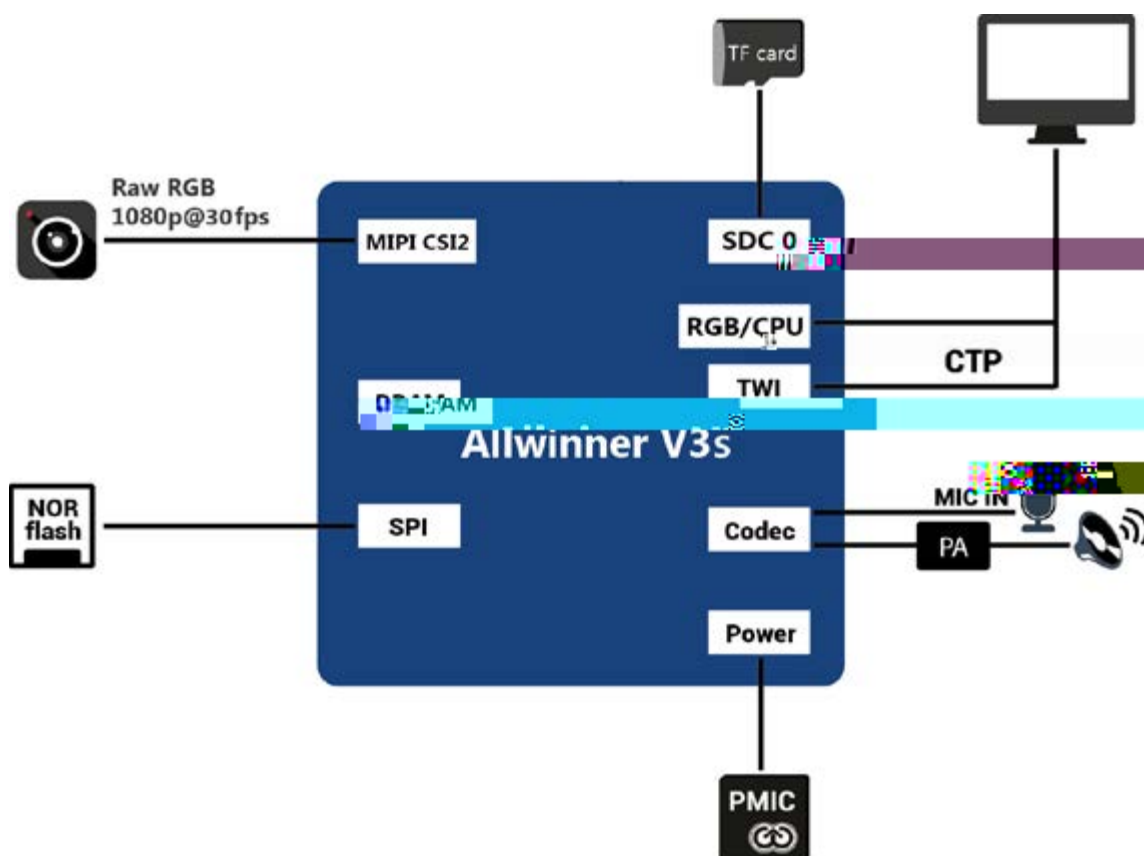 TF card
Raw RGB
1080p@30fps
MIPI CSI2
SDC 0
RGB/CPU
CTP
TWI
Allwinner V3s
NOR
flash
SPI
MIC IN
Codec
PA
Power
PMIC